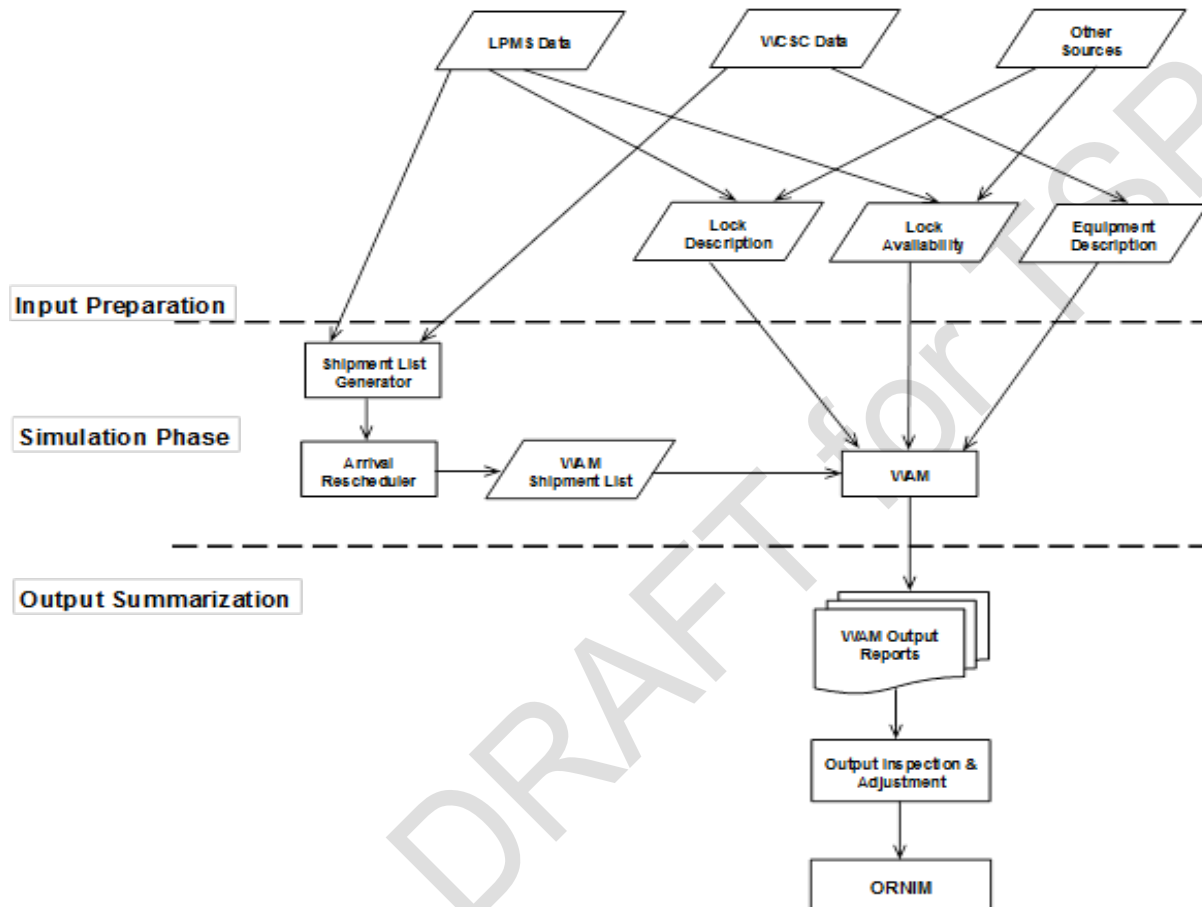 LPMS Data
WCSC Data
Other
Sources
Lock
Description
Lock
Availability
Equipment
Description
Input Preparation
Shipment List
Generator
Simulation Phase
Arrival
Rescheduler
WAM
Shipment List
WAM
Output Summarization
WAM Output
Reports
Output Inspection &
Adjustment
ORNIM
DRAFT for TSP